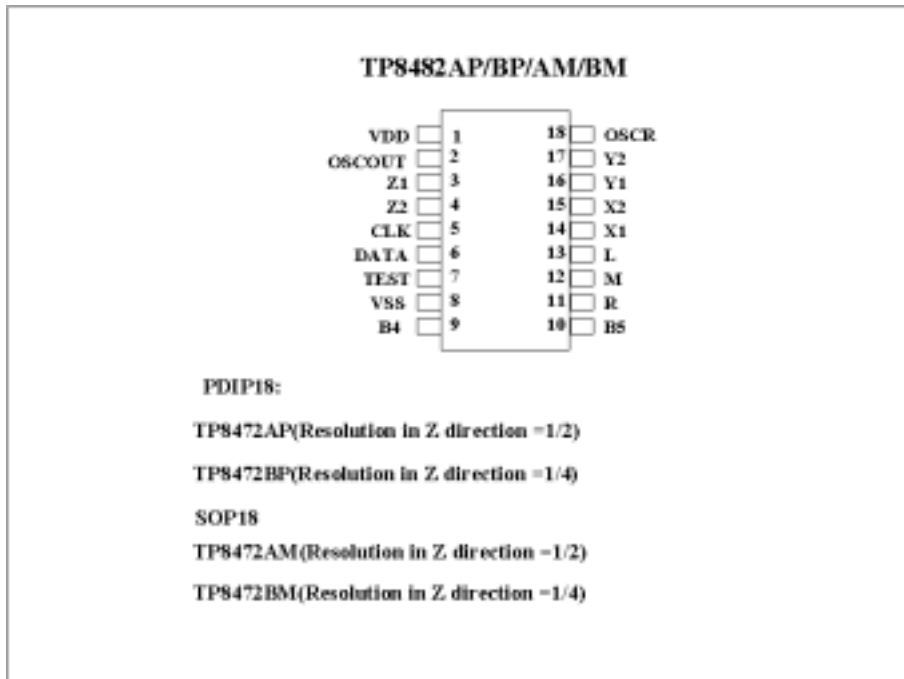 TP8482AP/BP/AM/BM
VDD 1 18 OSCR
OSCOUT 2 17 Y2
Z1 3 16 Y1
Z2 4 15 X2
CLK 5 14 X1
DATA 6 13 L
TEST 7 12 M
VSS 8 11 R
B4 9 10 B5
PDIP18:
TP8472AP(Resolution in Z direction =1/2)
TP8472BP(Resolution in Z direction =1/4)
SOP18
TP8472AM(Resolution in Z direction =1/2)
TP8472BM(Resolution in Z direction =1/4)